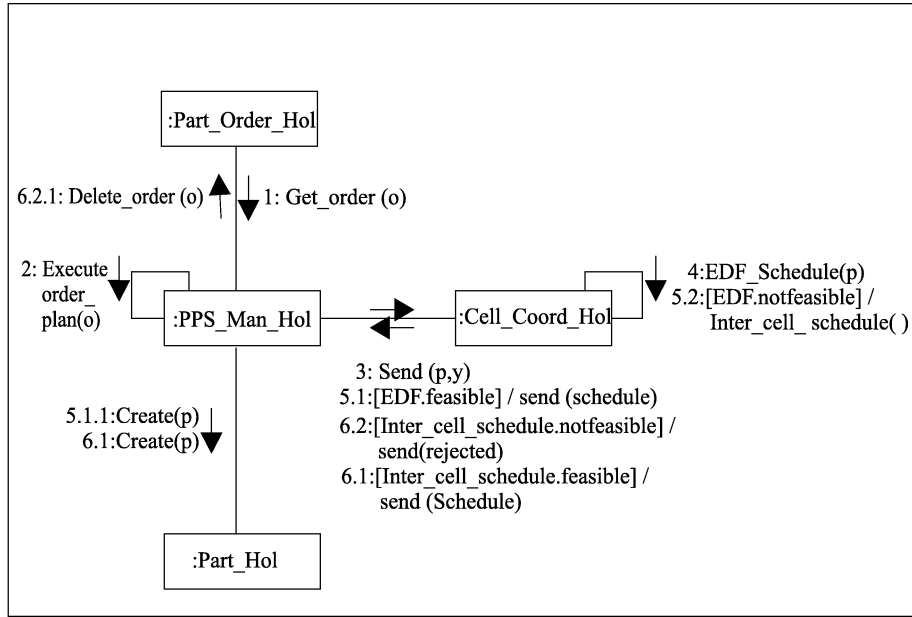 :Part_Order_Hol
6.2.1: Delete_order (o)
1: Get_order (o)
2: Execute
order_
plan(o)
:PPS_Man_Hol
:Cell_Coord_Hol
4:EDF_Schedule(p)
5.2:[EDF.notfeasible] /
Inter_cell_ schedule( )
3: Send (p,y)
5.1:[EDF.feasible] / send (schedule)
6.2:[Inter_cell_schedule.notfeasible] /
send(rejected)
6.1:[Inter_cell_schedule.feasible] /
send (Schedule)
5.1.1:Create(p)
6.1:Create(p)
:Part_Hol